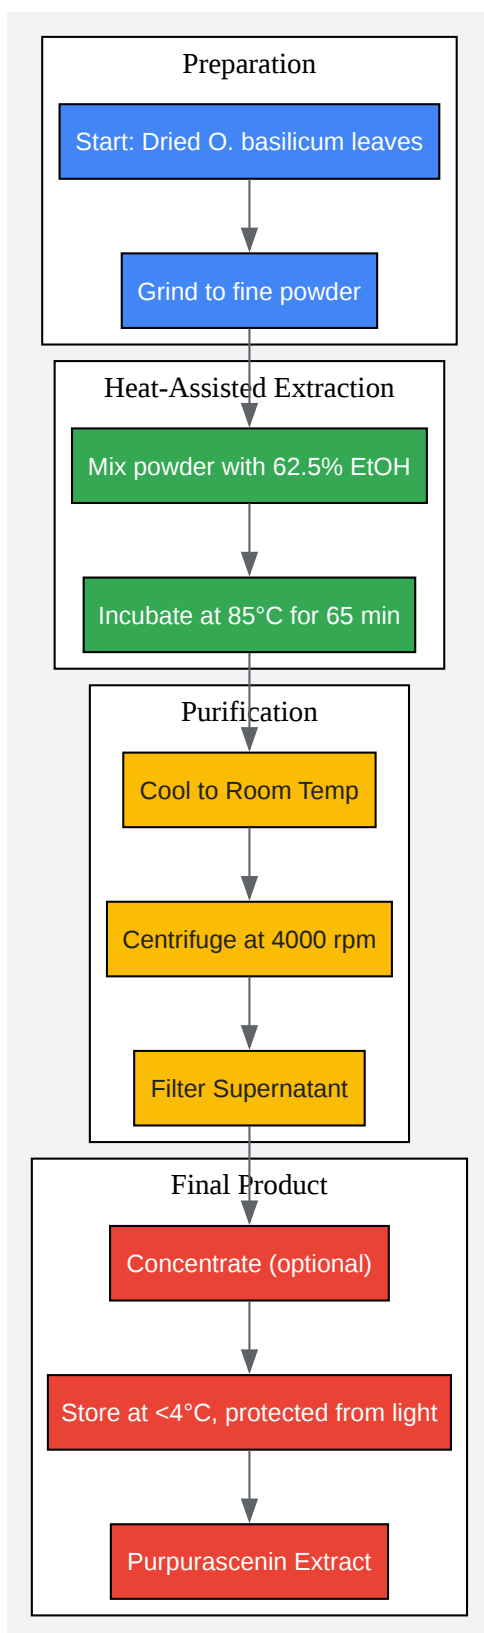 Preparation
Start: Dried O. basilicum leaves
Grind to fine powder
Heat-Assisted Extraction
Mix powder with 62.5% EtOH
Incubate at 85°C for 65 min
Purification
Cool to Room Temp
Centrifuge at 4000 rpm
Filter Supernatant
Final Product
Concentrate (optional)
Store at <4°C, protected from light
Purpurascenin Extract